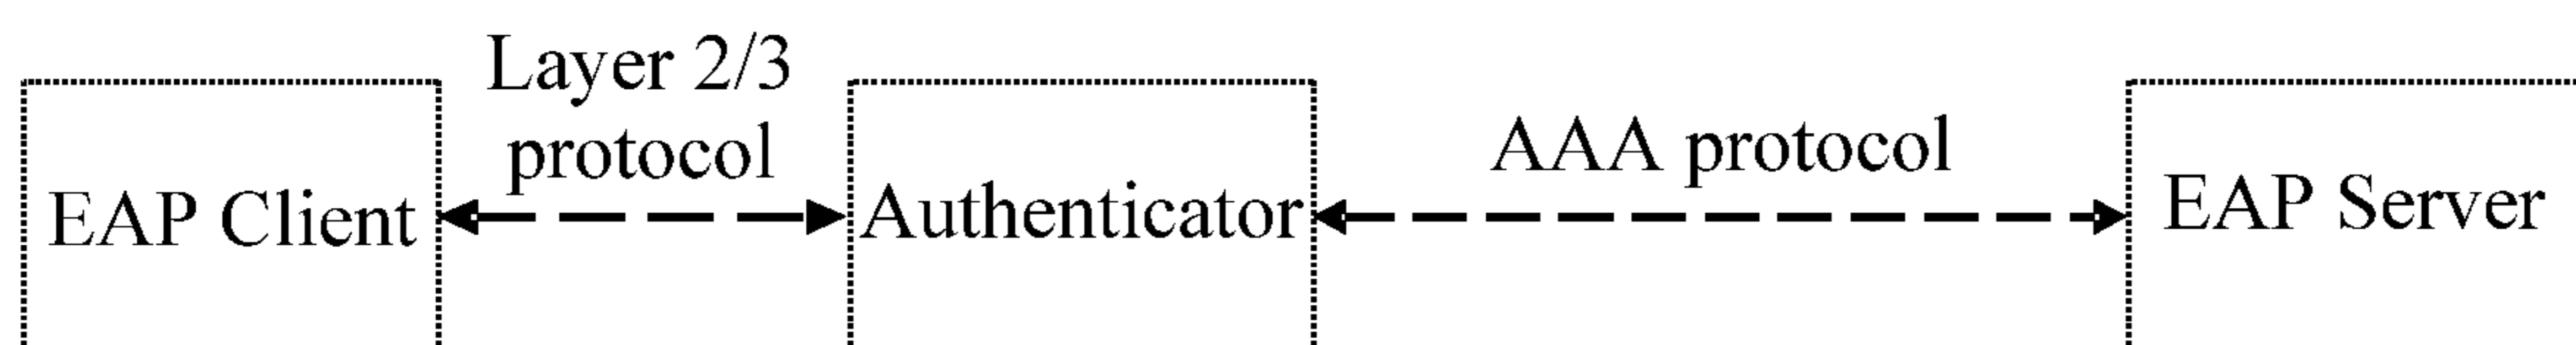 Layer 2/3
protocol
AAA protocol
EAP Client
Authenticator
EAP Server